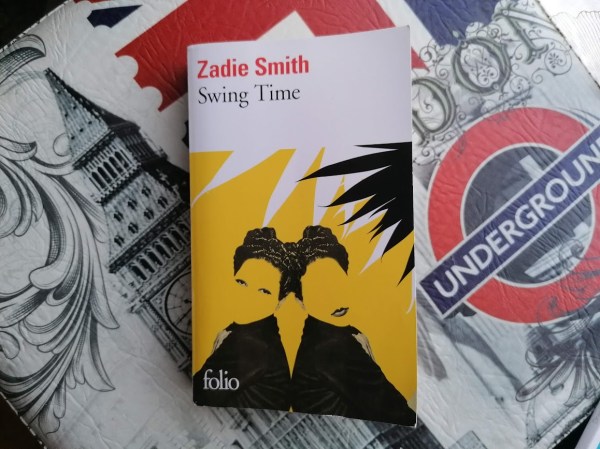 Zadie Smith
Swing Time
folio
UNDERGROUND